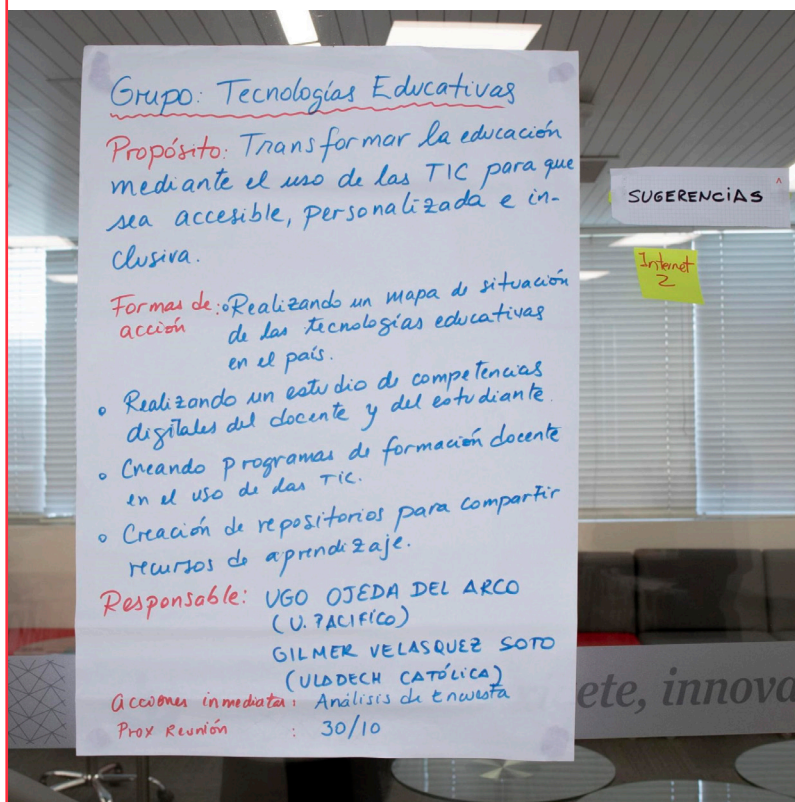 Grupo: Tecnologías Educativas
Propósito: Transformar la educación
mediante el uso de las TIC para que
sea accesible, personalizada e in-
clusiva.
Formas de: Realizando un mapa de situación
acción de las tecnologías educativas
en el país.
Realizando un estudio de competencias
digitales del docente y del estudiante.
Creando programas de formación docente
en el uso de las TIC.
Creación de repositorios para compartir
recursos de aprendizaje.
Responsable: UGO OJEDA DEL ARCO
(U. PACIFICO)
GILMER VELASQUEZ SOTO
(ULADECH CATÓLICA)
acciones inmediatas: Análisis de Encuesta
Prox Reunión : 30/10
SUGERENCIAS
Internet
2
ete, innova